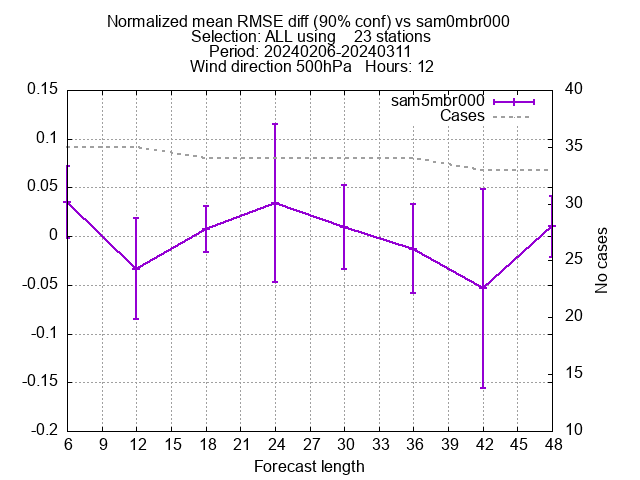 Normalized mean RMSE diff (90% conf) vs sam0mbr000
Selection: ALL using    23 stations
Period: 20240206-20240311
Wind direction 500hPa   Hours: 12
0.15
0.1
0.05
0
-0.05
-0.1
-0.15
-0.2
sam5mbr000
Cases
40
35
30
25
20
15
10
No cases
6 9 12 15 18 21 24 27 30 33 36 39 42 45 48
Forecast length